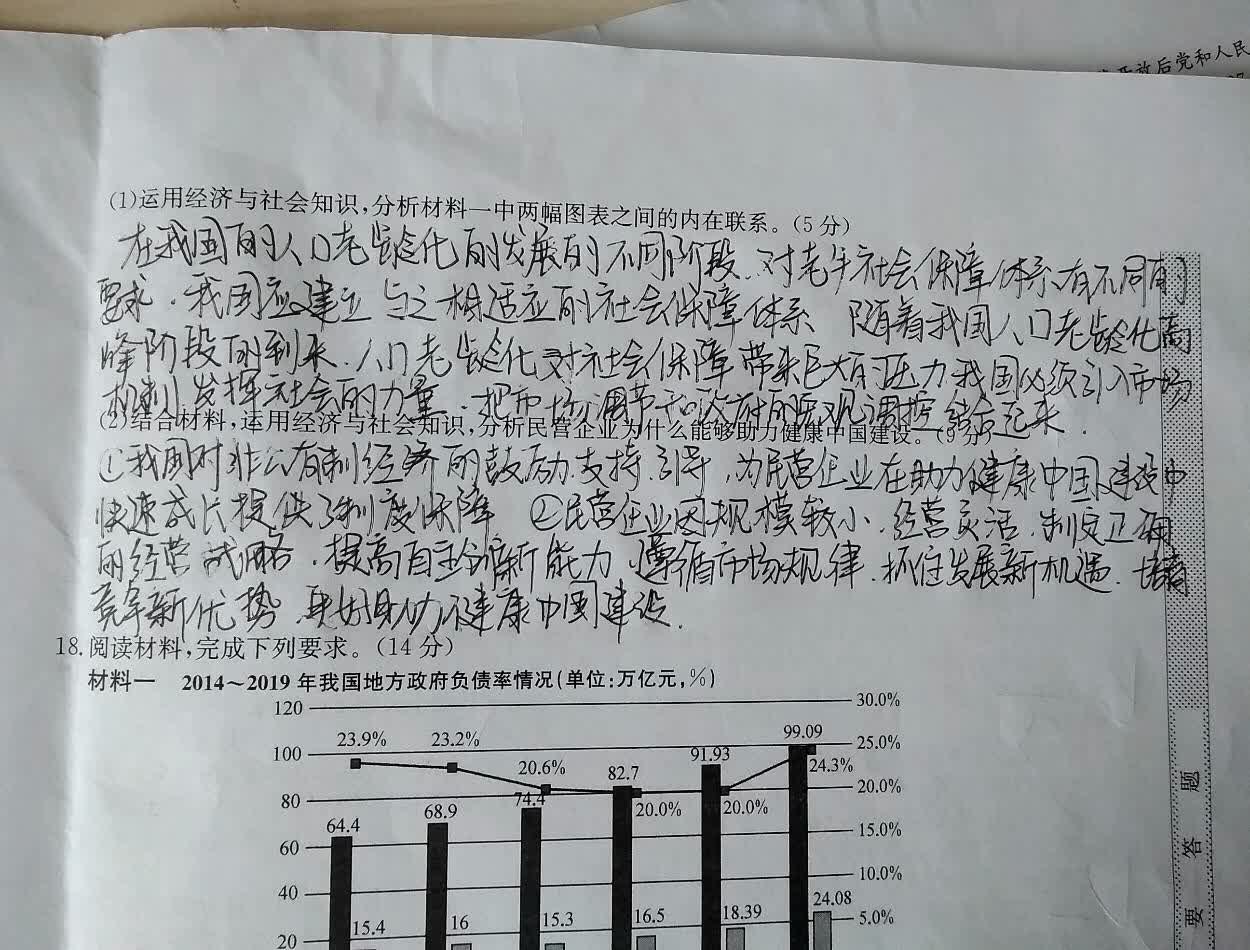 放后党和人民
(1)运用经济与社会知识,分析材料一中两幅图表之间的内在联系。(5分)
在我国的人口老龄化的发展的不同阶段、对老年社会保障体系有不同的
要求.我国应建立与之相适应的社会保障体系 随着我国人口老龄化高
峰阶段的到来.人口老龄化对社会保障带来巨大的压力.我国必须引入市场
机制 发挥社会的力量.把市场调节和政府的宏观调控结合起来.
(2)结合材料,运用经济与社会知识,分析民营企业为什么能够助力健康中国建设。(9分)
①我国对非公有制经济的鼓励.支持.引导,为民营企业在助力健康中国建设中
快速成长提供了制度保障 ②民营企业因规模较小.经营灵活.制定正确
的经营战略.提高自主创新能力.遵循市场规律.抓住发展新机遇.培育
竞争新优势.更好助力健康中国建设.
18.阅读材料,完成下列要求。(14分)
材料一 2014~2019年我国地方政府负债率情况(单位:万亿元,%)
120 30.0%
100 23.9% 23.2% 20.6% 82.7 91.93 99.09 25.0%
24.3%
80 64.4 68.9 74.4 20.0% 20.0% 20.0%
60 15.0%
40 10.0%
20 15.4 16 15.3 16.5 18.39 24.08 5.0%
题
答
要